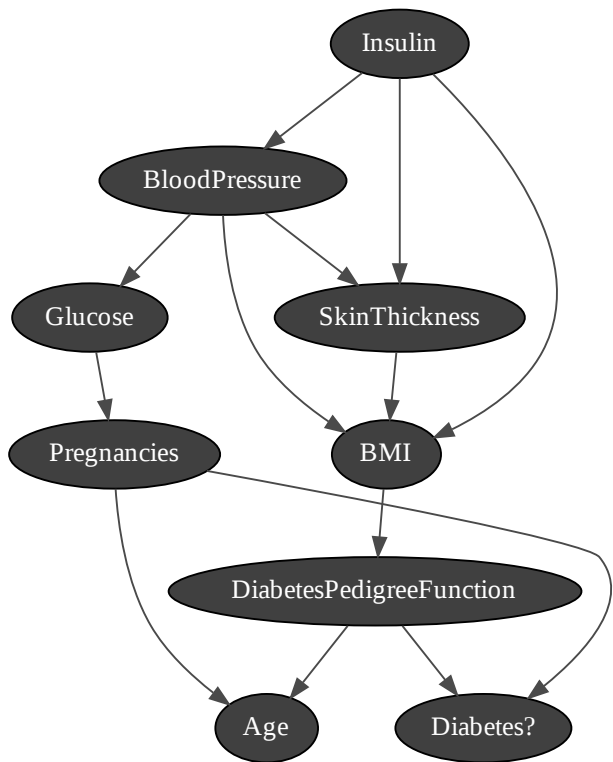 Insulin
BloodPressure
Glucose
SkinThickness
Pregnancies
BMI
DiabetesPedigreeFunction
Age
Diabetes?